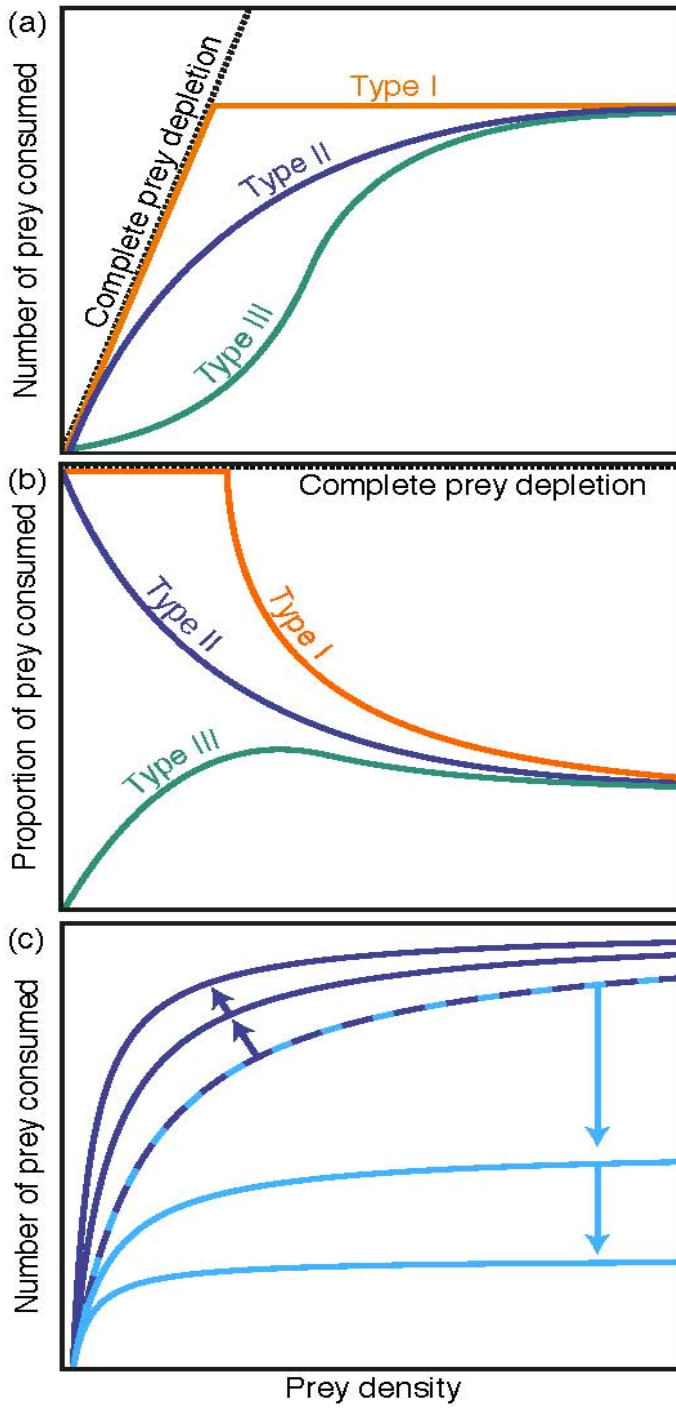 (a)
Number of prey consumed
Complete prey depletion
Type I
Type II
Type III
(b)
Proportion of prey consumed
Complete prey depletion
Type I
Type II
Type III
(c)
Number of prey consumed
Prey density